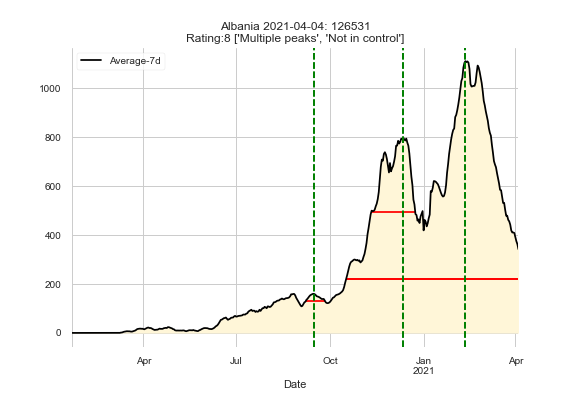 Albania 2021-04-04: 126531
Rating:8 ['Multiple peaks', 'Not in control']
Average-7d
1000
800
600
400
200
0
Apr
Jul
Oct
Jan
2021
Apr
Date